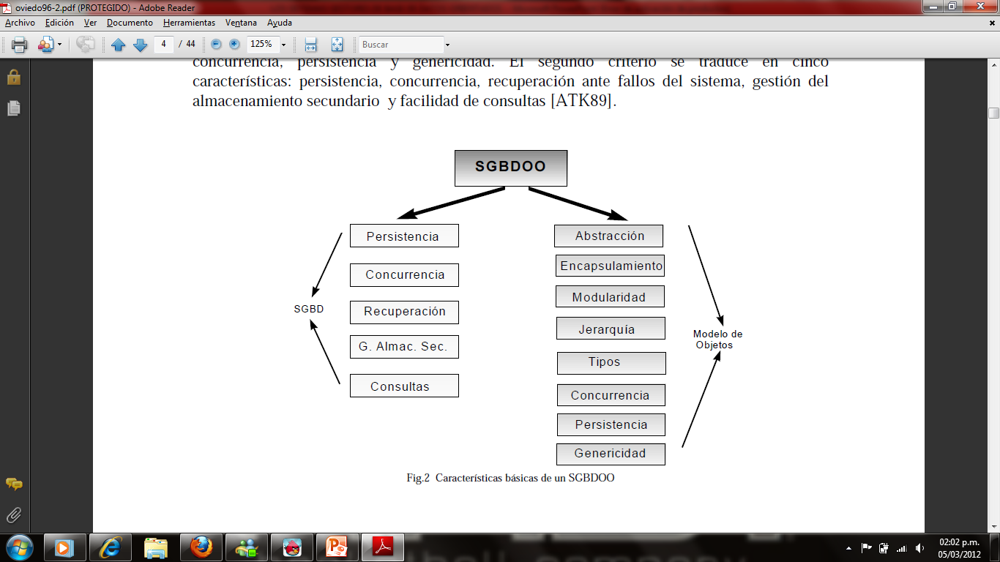 oviedo96-2.pdf (PROTEGIDO) - Adobe Reader
Archivo Edición Ver Documento Herramientas Ventana Ayuda
4 / 44 125% Buscar
concurrencia, persistencia y genericidad. El segundo criterio se traduce en cinco
características: persistencia, concurrencia, recuperación ante fallos del sistema, gestión del
almacenamiento secundario y facilidad de consultas [ATK89].
SGBDOO
Persistencia
Concurrencia
Recuperación
G. Almac. Sec.
Consultas
SGBD
Abstracción
Encapsulamiento
Modularidad
Jerarquía
Tipos
Concurrencia
Persistencia
Genericidad
Modelo de
Objetos
Fig.2 Características básicas de un SGBDOO
02:02 p.m.
05/03/2012